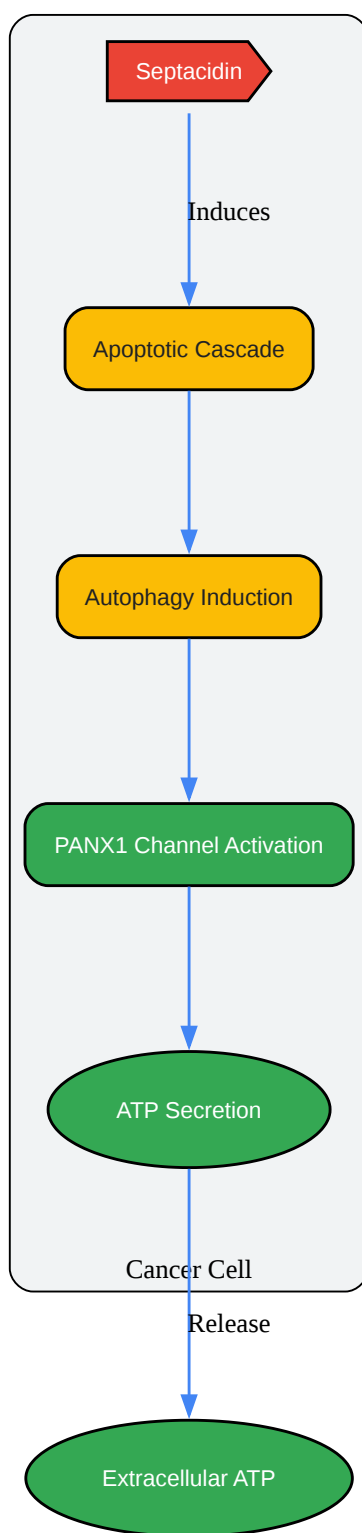 Septacidin
Induces
Apoptotic Cascade
Autophagy Induction
PANX1 Channel Activation
ATP Secretion
Cancer Cell
Release
Extracellular ATP